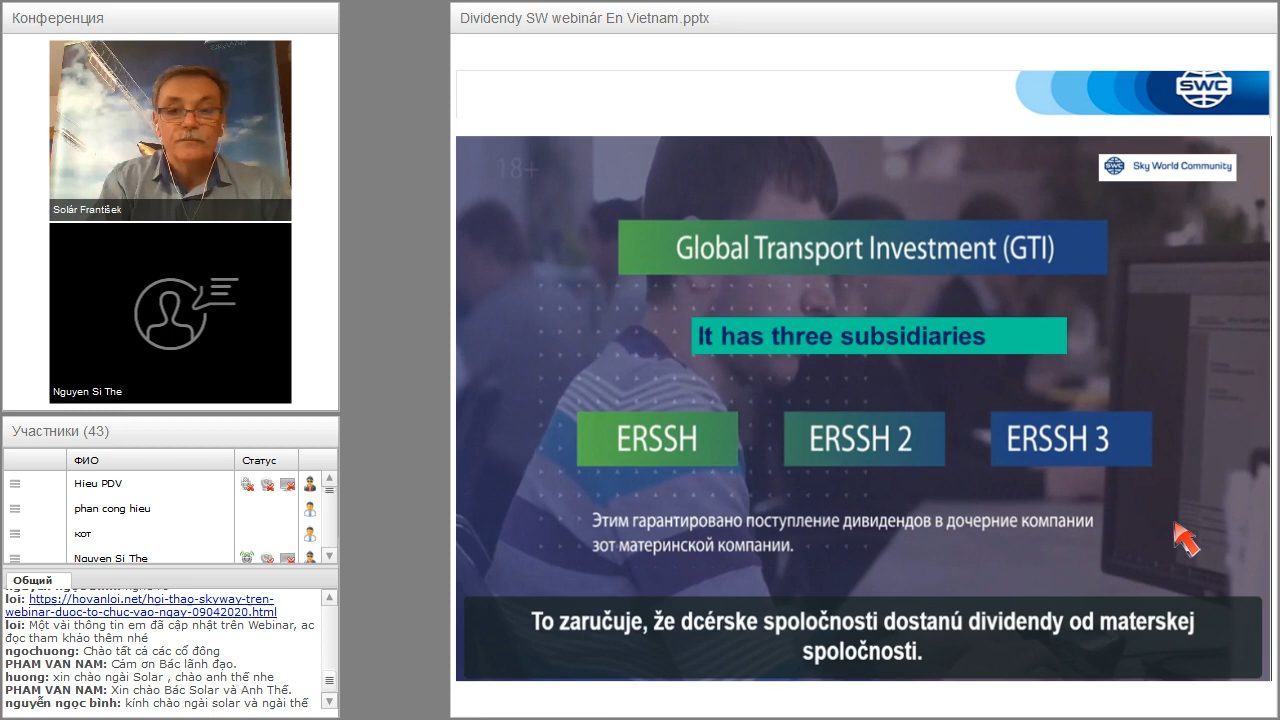 Конференция
Solár František
Nguyen Si The
Участники (43)
ФИО
Статус
Hieu PDV
phan cong hieu
кот
Nguyen Si The
Общий
loi: https://hovanloi.net/hoi-thao-skyway-tren-
webinar-duoc-to-chuc-vao-ngay-09042020.html
loi: Một vài thông tin em đã cập nhật trên Webinar, ac
đọc tham khảo thêm nhé
ngochuong: Chào tất cả các cổ đông
PHAM VAN NAM: Cám ơn Bác lãnh đạo.
huong: xin chào ngài Solar , chào anh thế nhe
PHAM VAN NAM: Xin chào Bác Solar và Anh Thế.
nguyễn ngọc bình: kính chào ngài solar và ngài thế
Dividendy SW webinár En Vietnam.pptx
SWC
18+
SWC Sky World Community
Global Transport Investment (GTI)
It has three subsidiaries
ERSSH
ERSSH 2
ERSSH 3
Этим гарантировано поступление дивидендов в дочерние компании
зот материнской компании.
To zaručuje, že dcérske spoločnosti dostanú dividendy od materskej
spoločnosti.